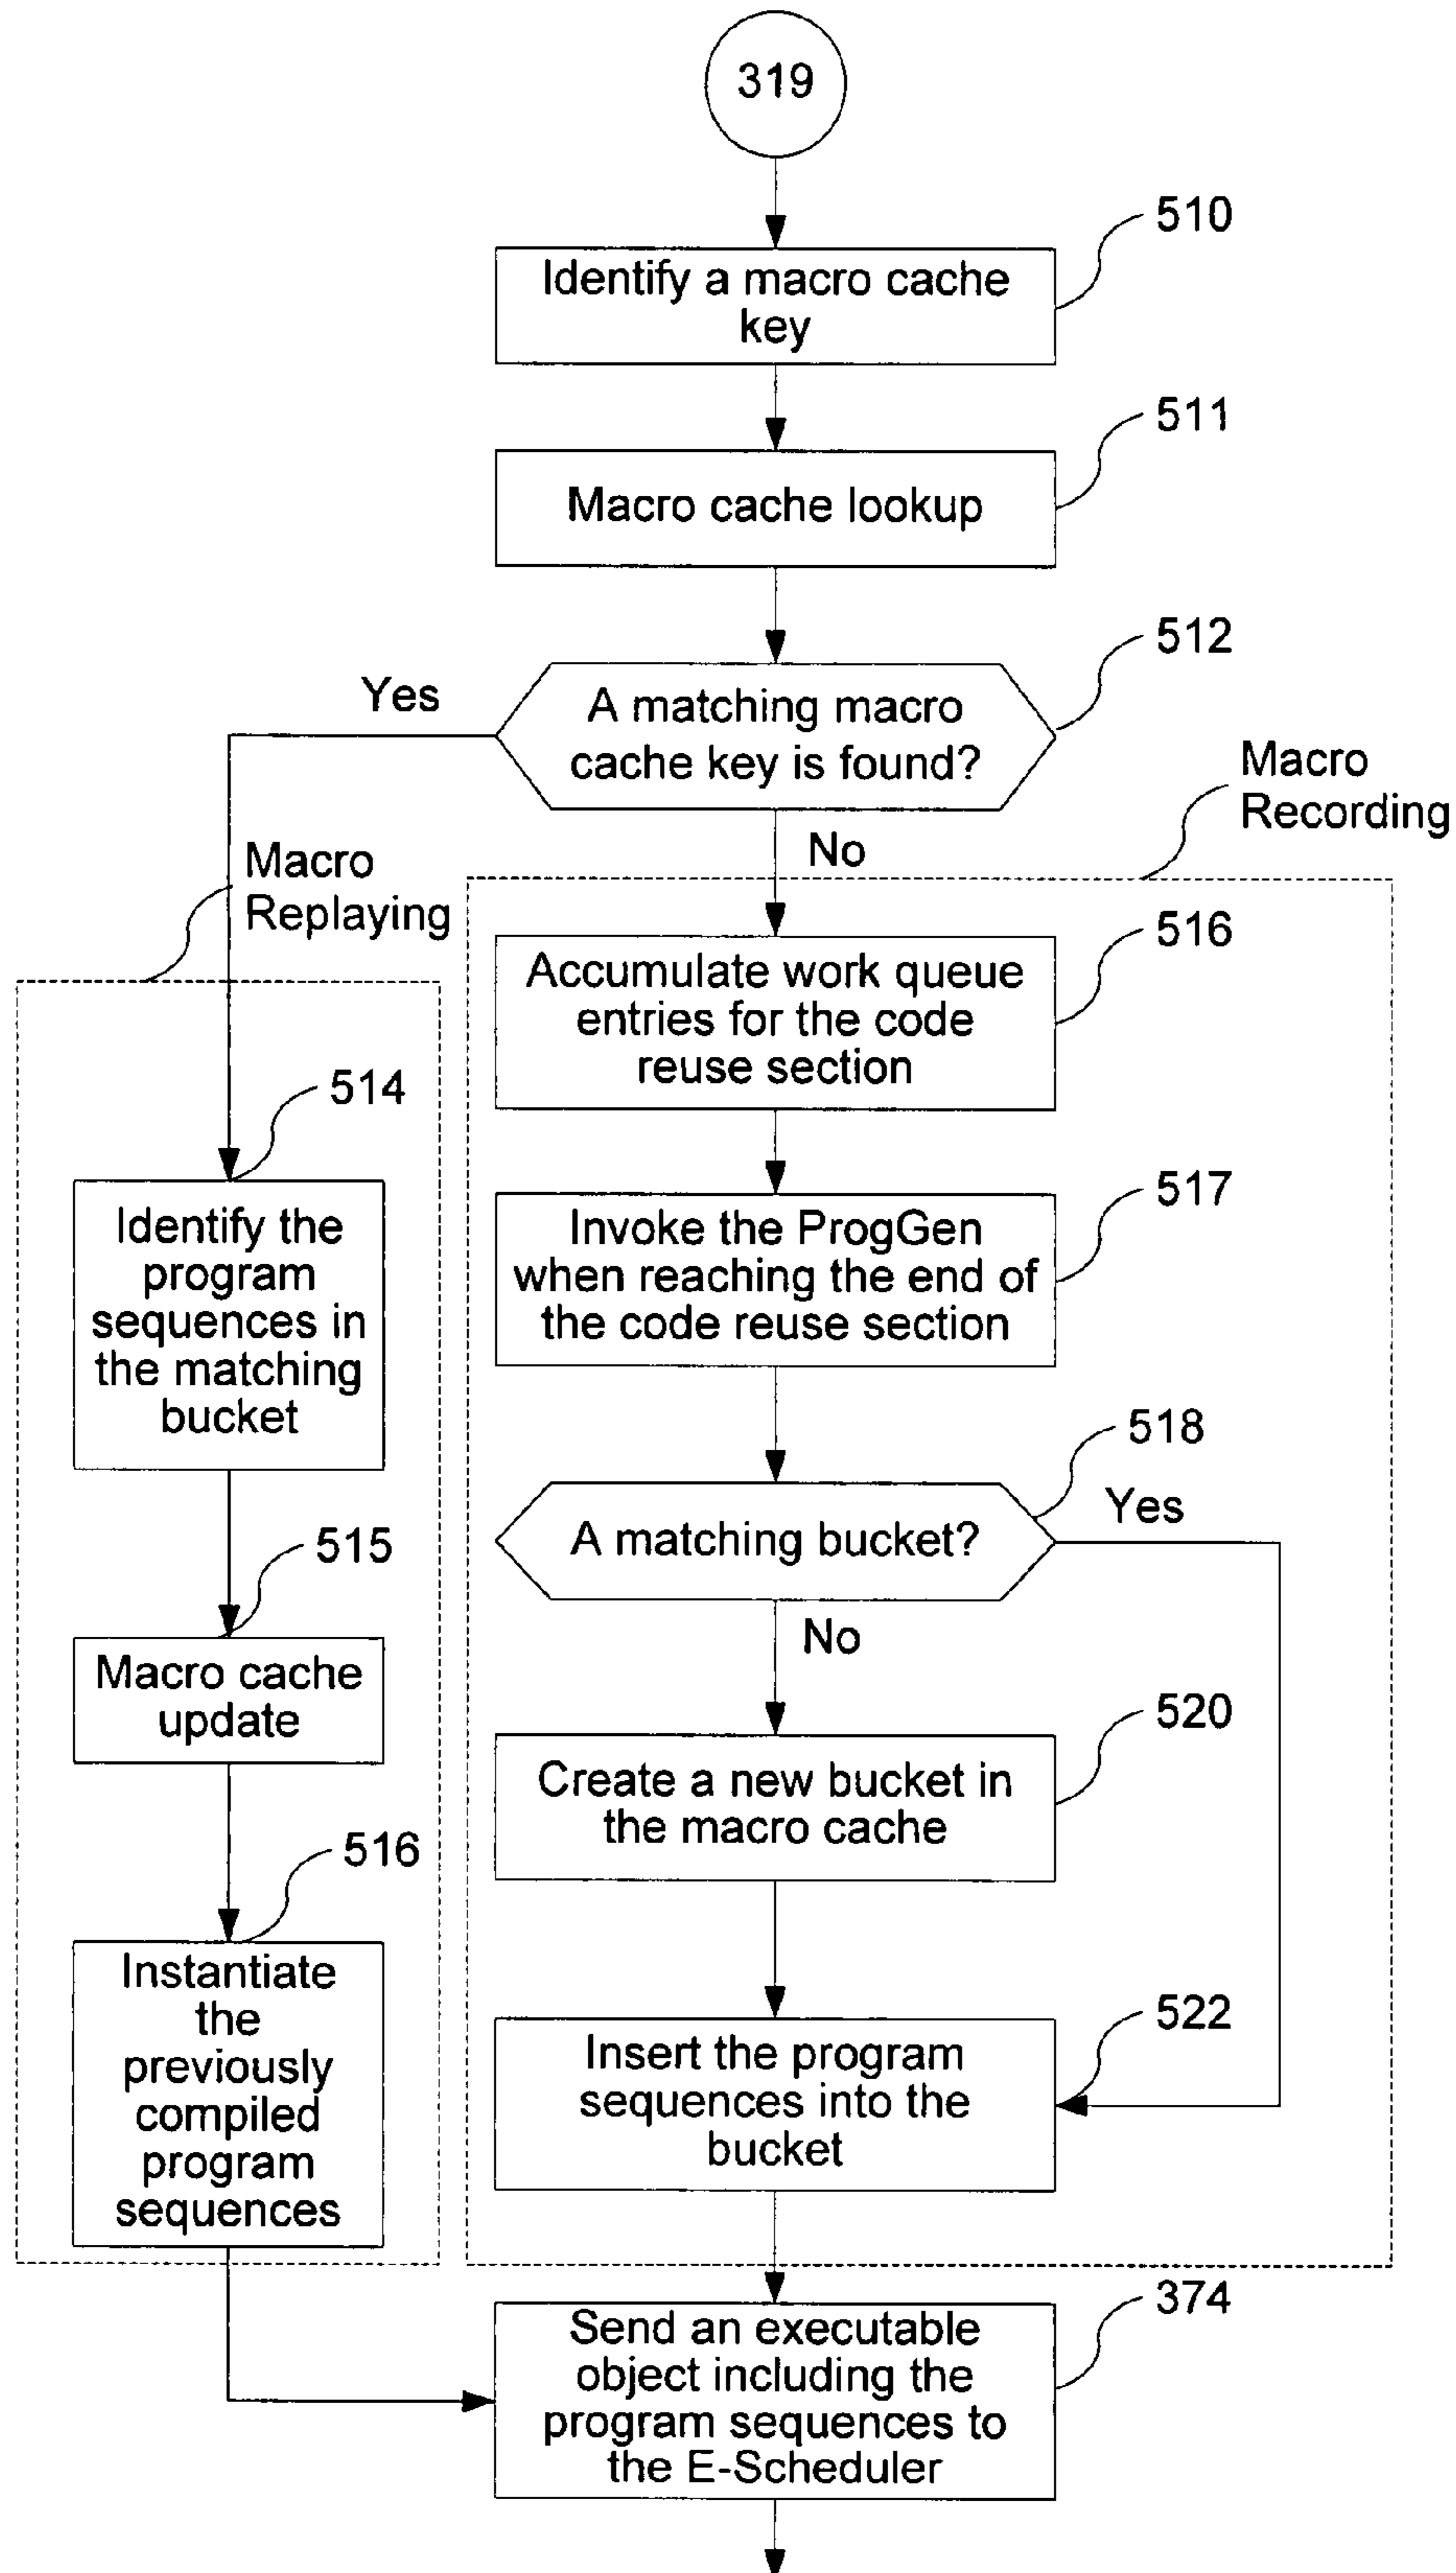 319
510
Identify a macro cache
key
511
Macro cache lookup
512
Yes
A matching macro
cache key is found?
Macro
Recording
No
Macro
Replaying
516
Accumulate work queue
entries for the code
reuse section
514
517
Identify the
program
sequences in
the matching
bucket
Invoke the ProgGen
when reaching the end of
the code reuse section
518
Yes
A matching bucket?
515
No
Macro cache
update
520
Create a new bucket in
the macro cache
516
Instantiate
the
previously
compiled
program
sequences
522
Insert the program
sequences into the
bucket
374
Send an executable
object including the
program sequences to
the E-Scheduler